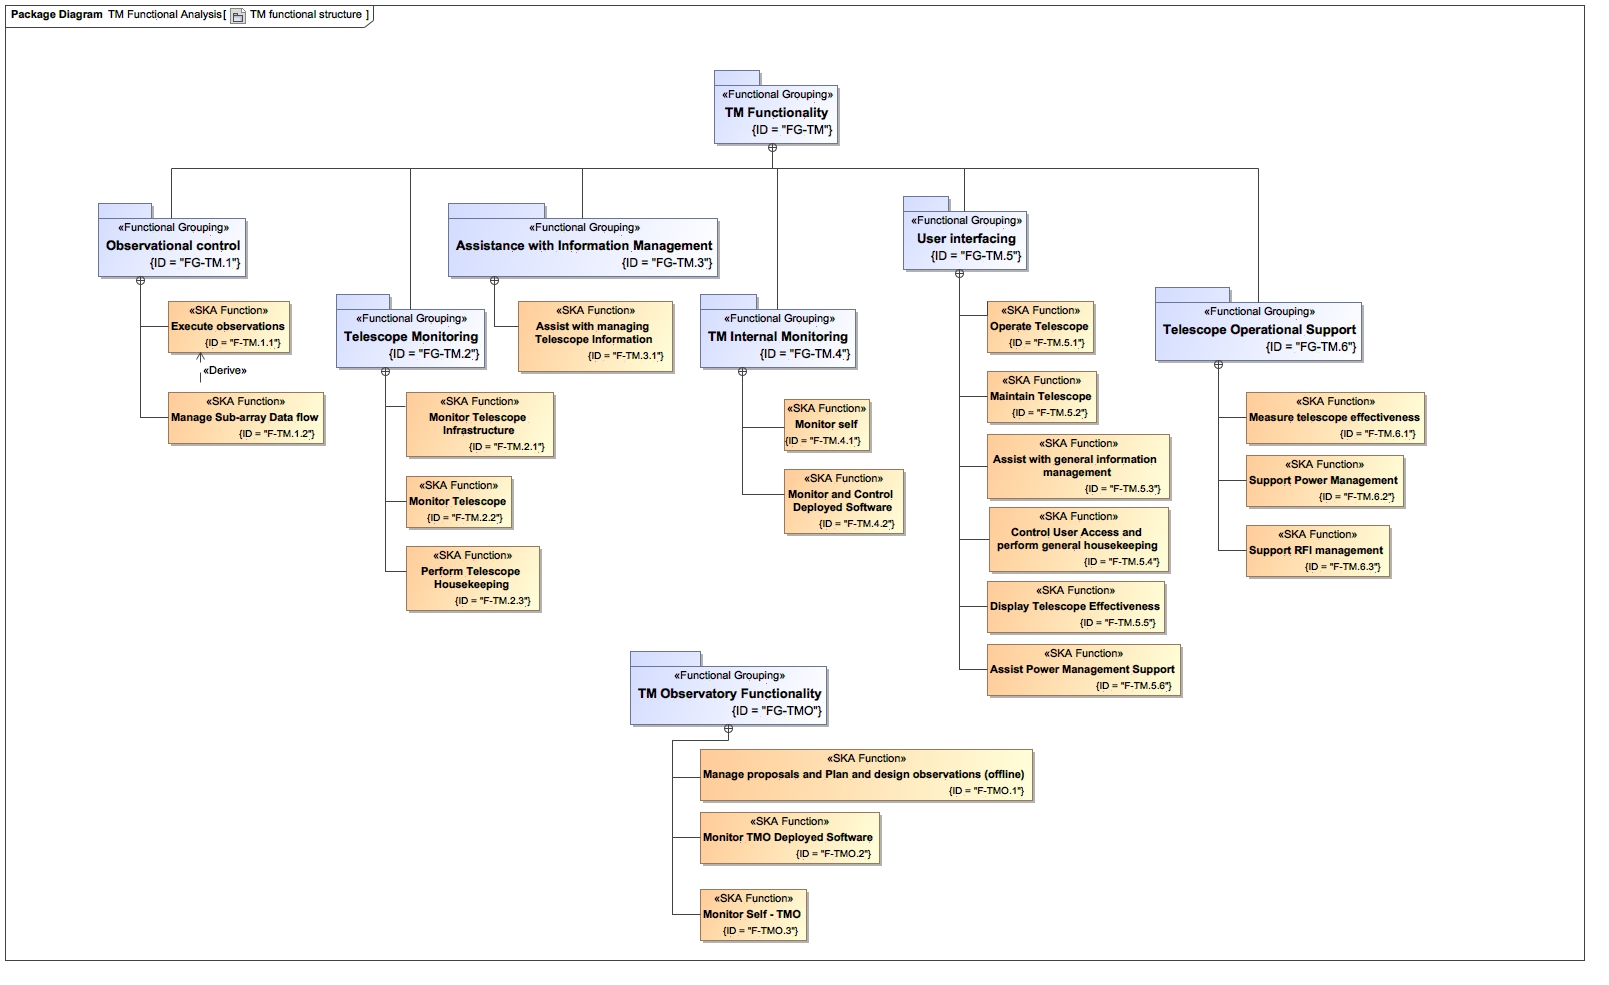 Package Diagram TM Functional Analysis[ TM functional structure ]
«Functional Grouping»
TM Functionality
{ID = "FG-TM"}
«Functional Grouping»
Observational control
{ID = "FG-TM.1"}
«SKA Function»
Execute observations
{ID = "F-TM.1.1"}
«Derive»
«SKA Function»
Manage Sub-array Data flow
{ID = "F-TM.1.2"}
«Functional Grouping»
Telescope Monitoring
{ID = "FG-TM.2"}
«SKA Function»
Monitor Telescope
Infrastructure
{ID = "F-TM.2.1"}
«SKA Function»
Monitor Telescope
{ID = "F-TM.2.2"}
«SKA Function»
Perform Telescope
Housekeeping
{ID = "F-TM.2.3"}
«Functional Grouping»
Assistance with Information Management
{ID = "FG-TM.3"}
«SKA Function»
Assist with managing
Telescope Information
{ID = "F-TM.3.1"}
«Functional Grouping»
TM Internal Monitoring
{ID = "FG-TM.4"}
«SKA Function»
Monitor self
{ID = "F-TM.4.1"}
«SKA Function»
Monitor and Control
Deployed Software
{ID = "F-TM.4.2"}
«Functional Grouping»
User interfacing
{ID = "FG-TM.5"}
«SKA Function»
Operate Telescope
{ID = "F-TM.5.1"}
«SKA Function»
Maintain Telescope
{ID = "F-TM.5.2"}
«SKA Function»
Assist with general information
management
{ID = "F-TM.5.3"}
«SKA Function»
Control User Access and
perform general housekeeping
{ID = "F-TM.5.4"}
«SKA Function»
Display Telescope Effectiveness
{ID = "F-TM.5.5"}
«SKA Function»
Assist Power Management Support
{ID = "F-TM.5.6"}
«Functional Grouping»
Telescope Operational Support
{ID = "FG-TM.6"}
«SKA Function»
Measure telescope effectiveness
{ID = "F-TM.6.1"}
«SKA Function»
Support Power Management
{ID = "F-TM.6.2"}
«SKA Function»
Support RFI management
{ID = "F-TM.6.3"}
«Functional Grouping»
TM Observatory Functionality
{ID = "FG-TMO"}
«SKA Function»
Manage proposals and Plan and design observations (offline)
{ID = "F-TMO.1"}
«SKA Function»
Monitor TMO Deployed Software
{ID = "F-TMO.2"}
«SKA Function»
Monitor Self - TMO
{ID = "F-TMO.3"}